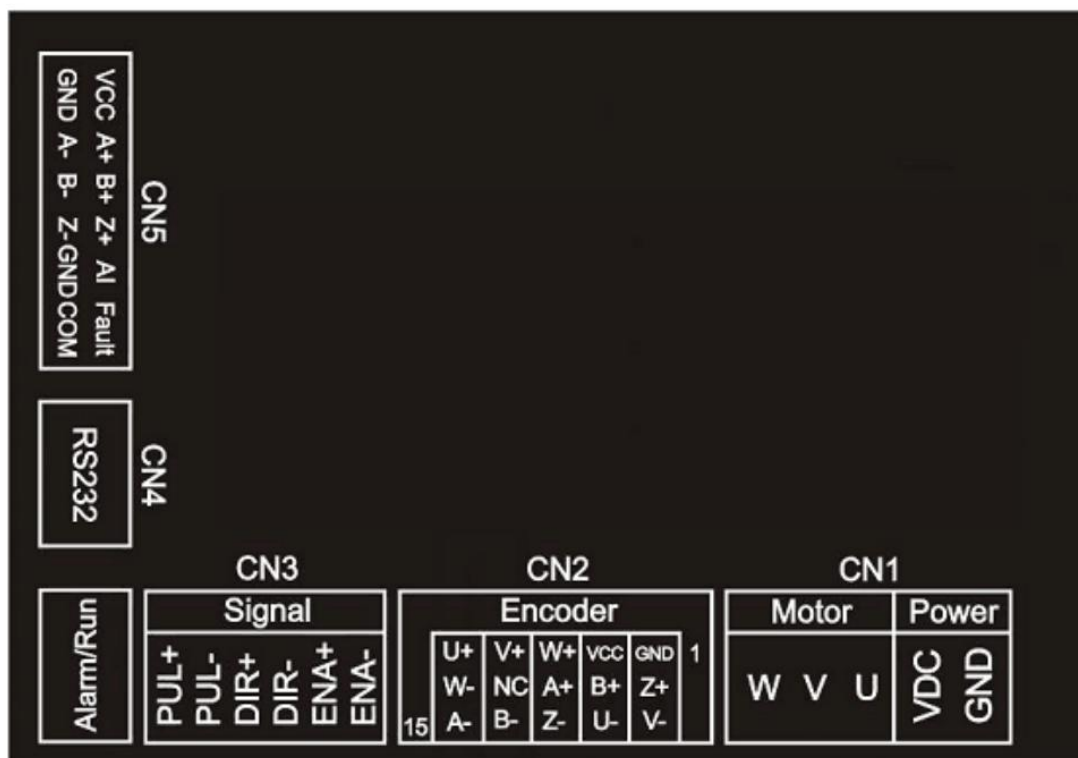 VCC A+ B+ Z+ AI Fault
GND A- B- Z- GND COM
CN5
RS232
CN4
CN3
CN2
CN1
Alarm/Run
Signal
PUL+
PUL-
DIR+
DIR-
ENA+
ENA-
Encoder
U+ V+ W+ VCC GND 1
W- NC A+ B+ Z+
15 A- B- Z- U- V-
Motor
W V U
Power
VDC
GND